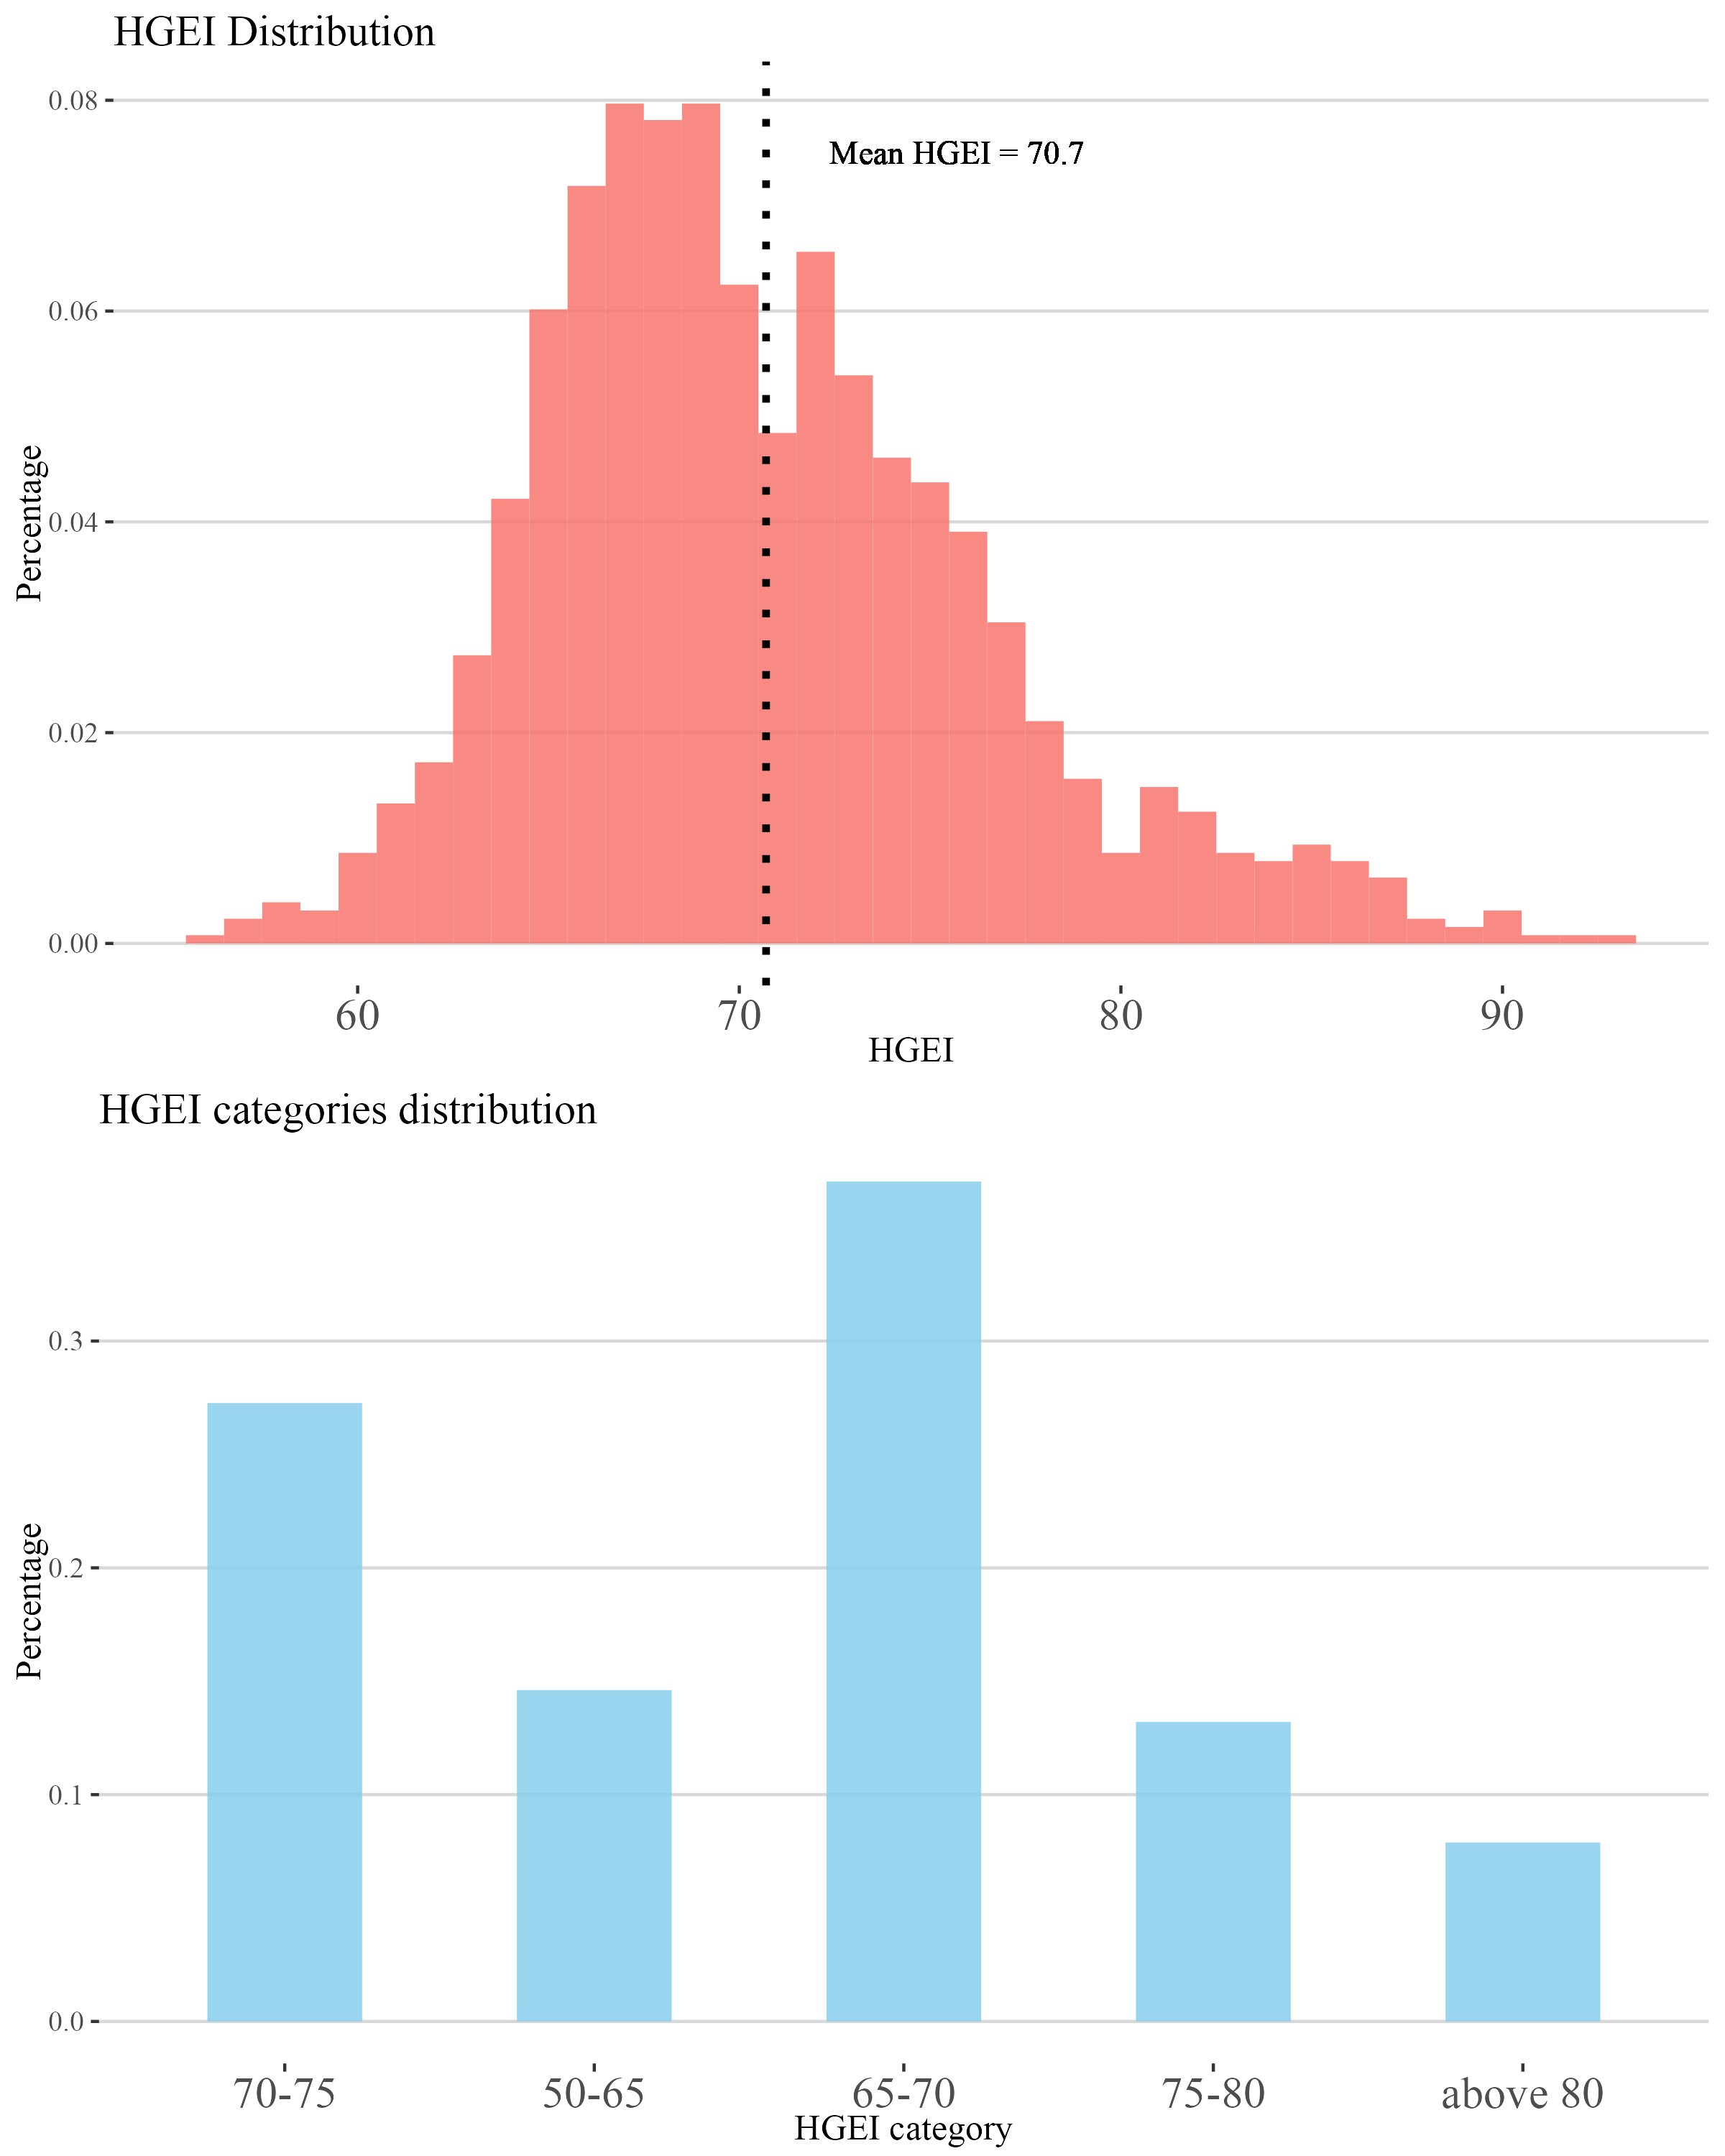 HGEI Distribution
0.08
Mean HGEI = 70.7
0.06
Percentage
0.04
0.02
0.00
60 70 80 90
HGEI
HGEI categories distribution
0.3
Percentage
0.2
0.1
0.0
70-75 50-65 65-70 75-80 above 80
HGEI category